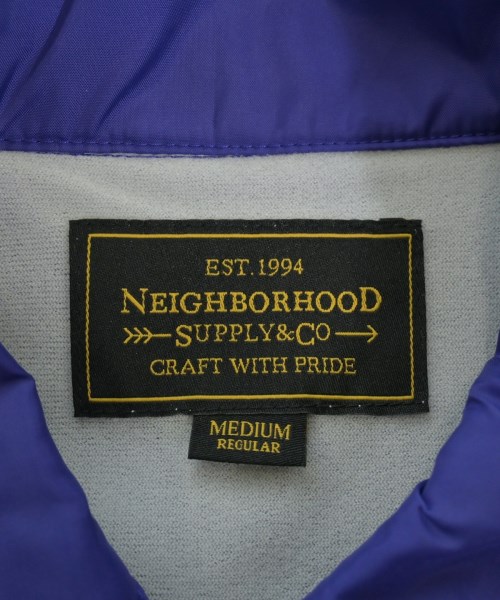 EST. 1994
NEIGHBORHOOD
SUPPLY&CO
CRAFT WITH PRIDE
MEDIUM
REGULAR